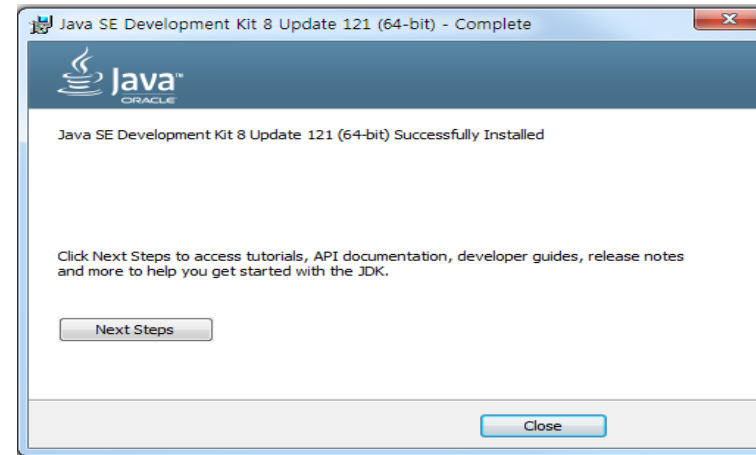 Java SE Development Kit 8 Update 121 (64-bit) - Complete
Java™
ORACLE
Java SE Development Kit 8 Update 121 (64-bit) Successfully Installed
Click Next Steps to access tutorials, API documentation, developer guides, release notes
and more to help you get started with the JDK.
Next Steps
Close